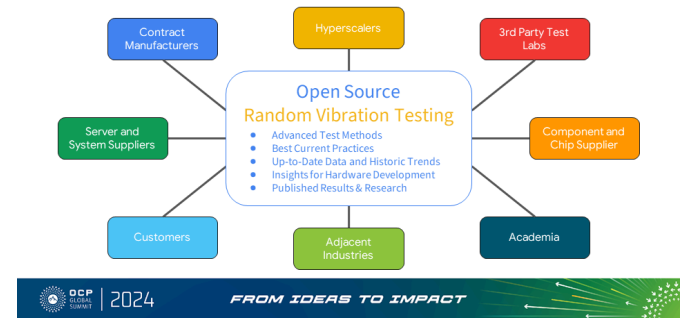 Contract
Manufacturers
Hyperscalers
3rd Party Test
Labs
Open Source
Random Vibration Testing
● Advanced Test Methods
● Best Current Practices
● Up-to-Date Data and Historic Trends
● Insights for Hardware Development
● Published Results & Research
Server and
System Suppliers
Component and
Chip Supplier
Customers
Adjacent
Industries
Academia
OCP
GLOBAL
SUMMIT
2024
FROM IDEAS TO IMPACT